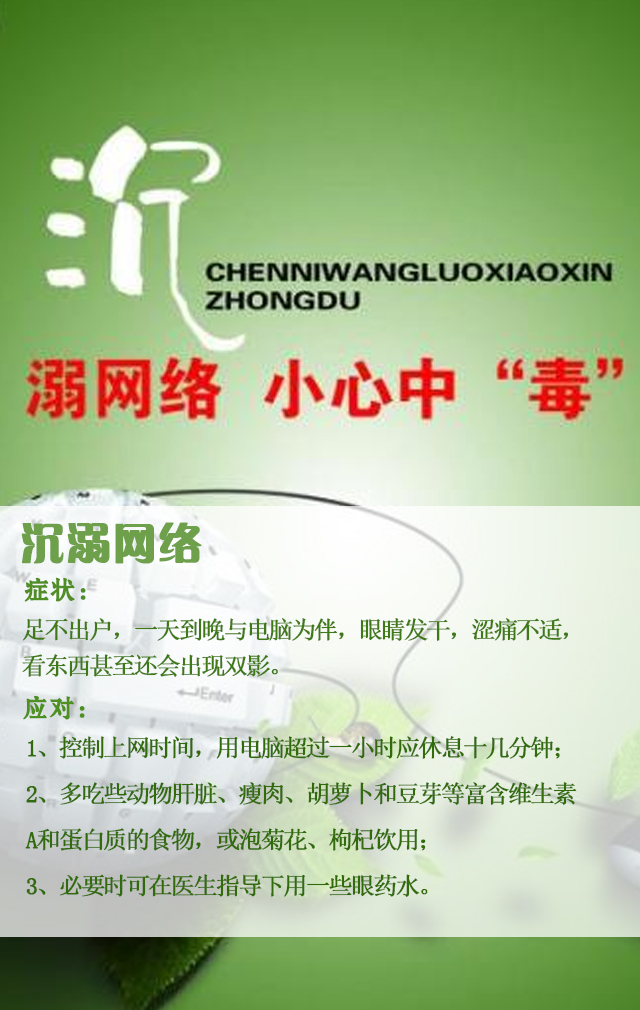 沉
CHENNIWANGLUOXIAOXIN
ZHONGDU
溺网络 小心中“毒”
沉溺网络
症状：
足不出户，一天到晚与电脑为伴，眼睛发干，涩痛不适，
看东西甚至还会出现双影。
应对：
1、控制上网时间，用电脑超过一小时应休息十几分钟；
2、多吃些动物肝脏、瘦肉、胡萝卜和豆芽等富含维生素
A和蛋白质的食物，或泡菊花、枸杞饮用；
3、必要时可在医生指导下用一些眼药水。
E
Enter